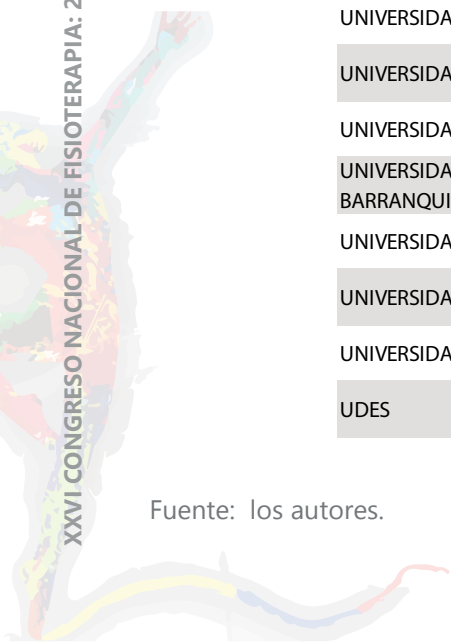 XXVI CONGRESO NACIONAL DE FISIOTERAPIA: 2
UNIVERSIDA
UNIVERSIDA
UNIVERSIDA
UNIVERSIDA
BARRANQUI
UNIVERSIDA
UNIVERSIDA
UNIVERSIDA
UDES
Fuente: los autores.